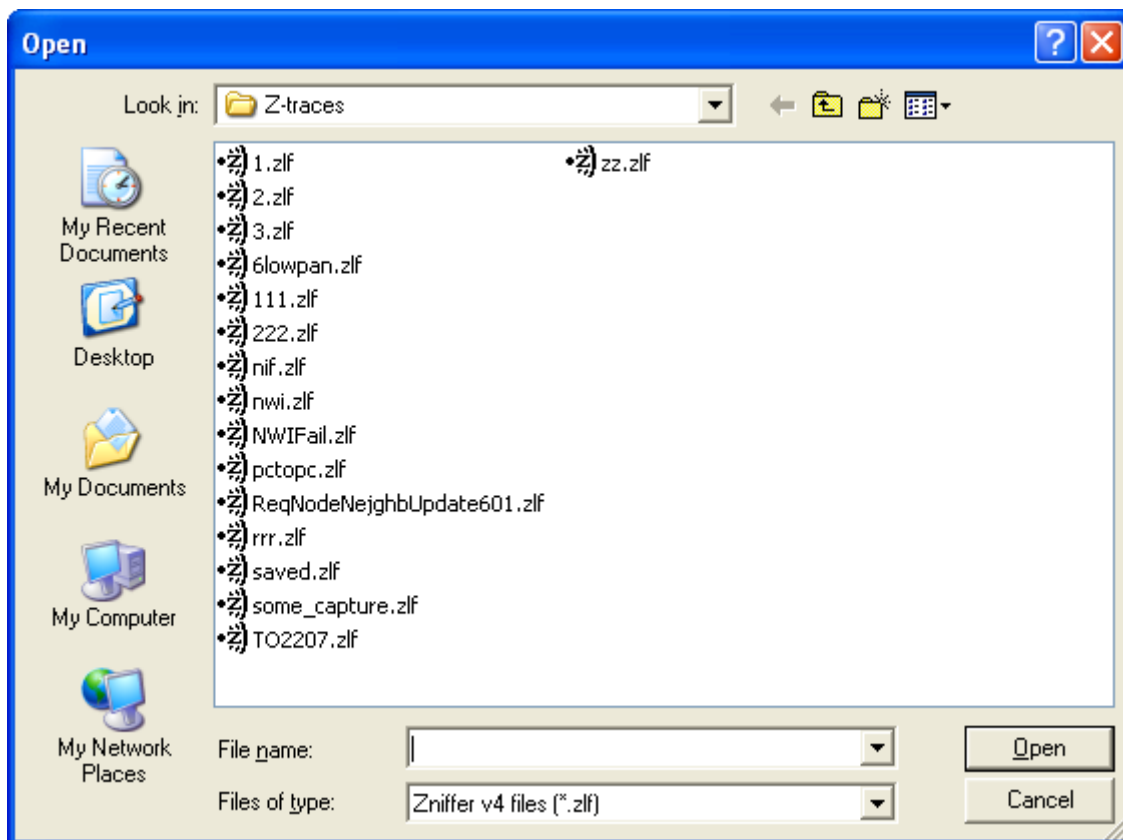 Open
Look in: Z-traces
My Recent
Documents
Desktop
My Documents
My Computer
My Network
Places
1.zlf
2.zlf
3.zlf
6lowpan.zlf
111.zlf
222.zlf
nif.zlf
nwi.zlf
NWIFail.zlf
pctopc.zlf
ReqNodeNejghbUpdate601.zlf
rrr.zlf
saved.zlf
some_capture.zlf
TO2207.zlf
zz.zlf
File name:
Open
Files of type: Zniffer v4 files (*.zlf)
Cancel